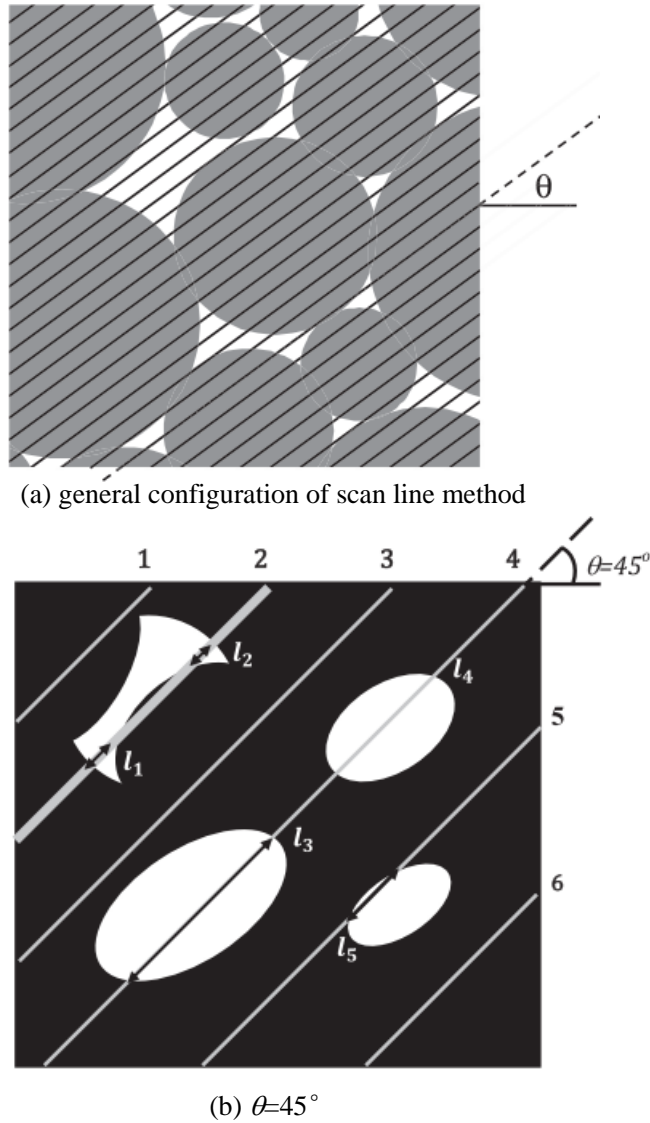 θ
(a) general configuration of scan line method
1 2 3 4
θ=45°
l₂
l₄
5
l₁
l₃
6
l₅
(b) θ=45°